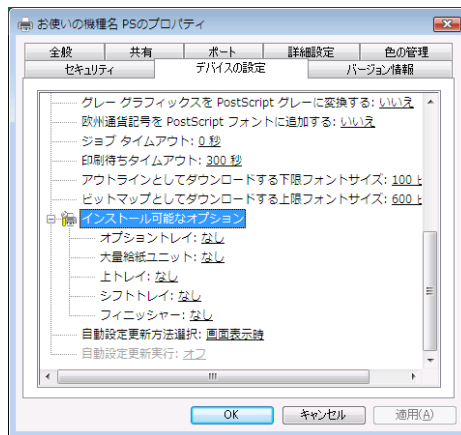 お使いの機種名 PSのプロパティ
全般 共有 ポート 詳細設定 色の管理
セキュリティ デバイスの設定 バージョン情報
グレー グラフィックスを PostScript グレーに変換する: いいえ
欧州通貨記号を PostScript フォントに追加する: いいえ
ジョブ タイムアウト: 0 秒
印刷待ちタイムアウト: 300 秒
アウトラインとしてダウンロードする下限フォントサイズ: 100 ピ
ビットマップとしてダウンロードする上限フォントサイズ: 600 ピ
インストール可能なオプション
オプショントレイ: なし
大量給紙ユニット: なし
上トレイ: なし
シフトトレイ: なし
フィニッシャー: なし
自動設定更新方法選択: 画面表示時
自動設定更新実行: オフ
OK キャンセル 適用(A)